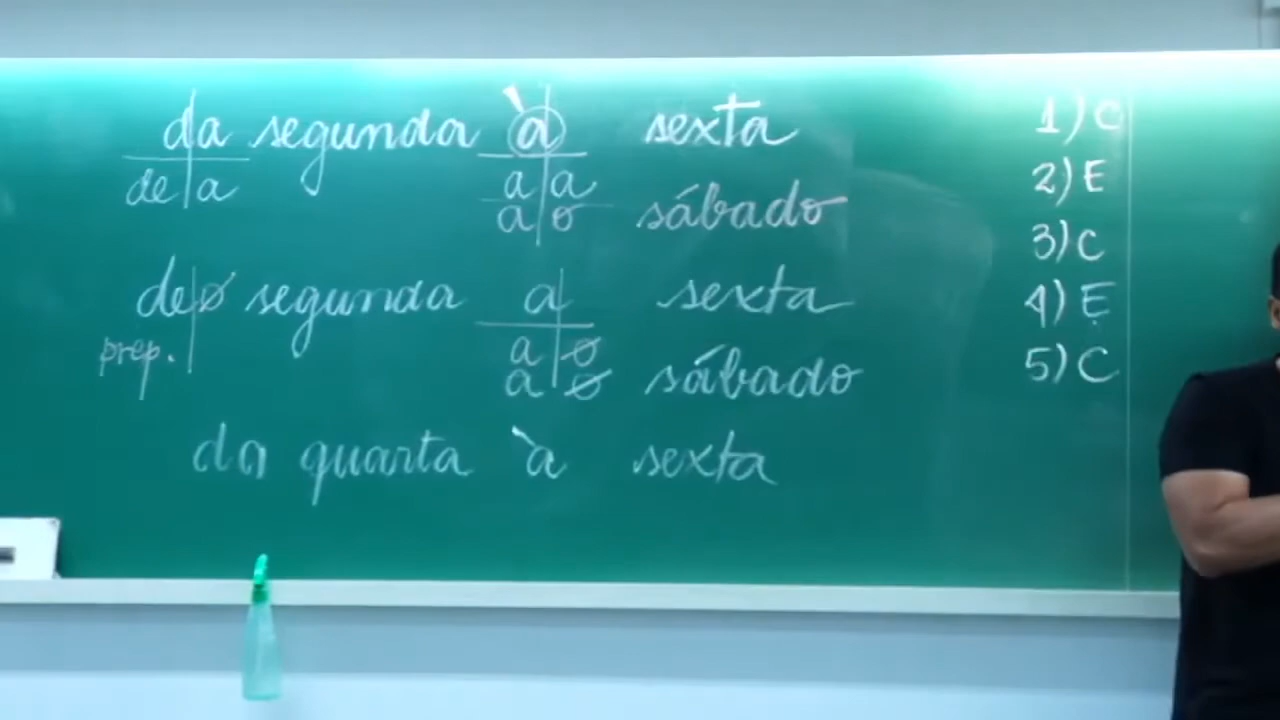 da segunda à sexta
de a a a
a o sábado
de ø segunda a sexta
prep. a ø
a ø sábado
da quarta à sexta
1) C
2) E
3) C
4) E
5) C